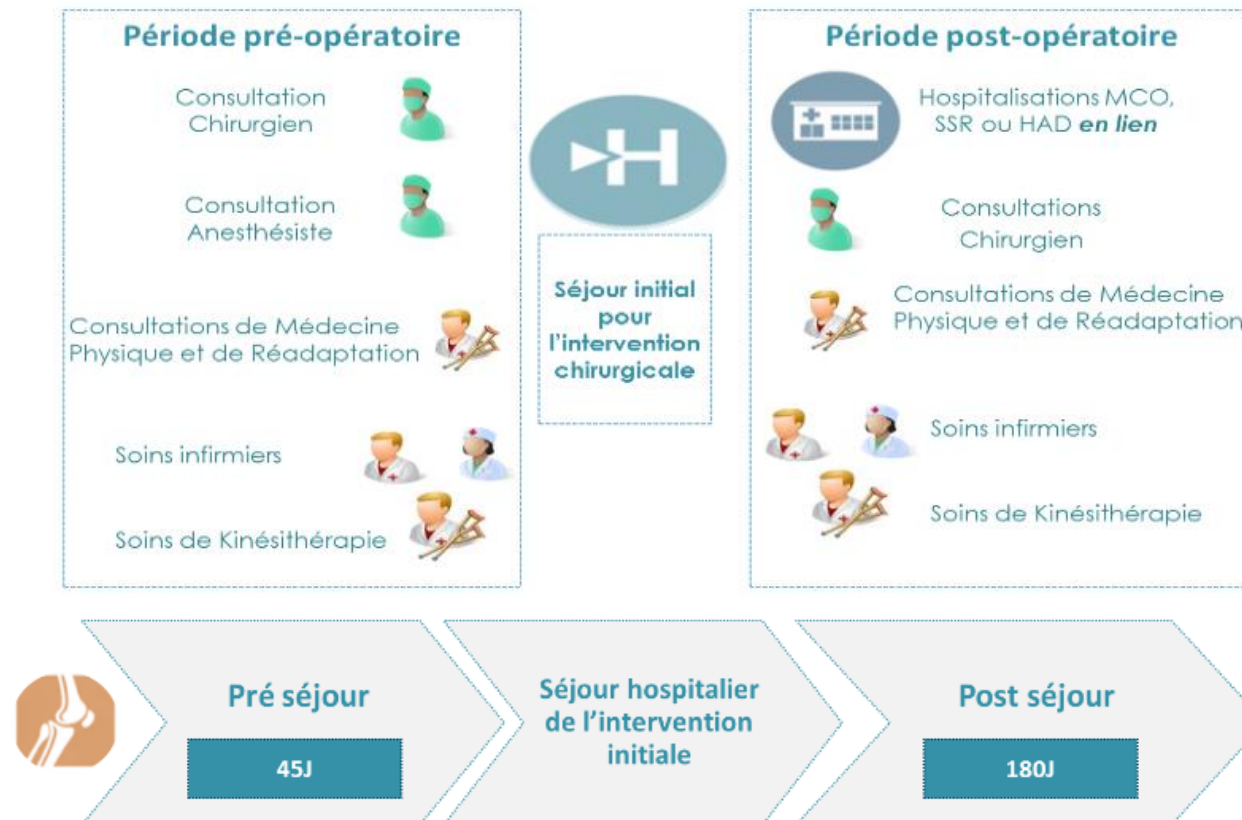 Période pré-opératoire
Consultation
Chirurgien
Consultation
Anesthésiste
Consultations de Médecine
Physique et de Réadaptation
Soins infirmiers
Soins de Kinésithérapie
H
Séjour initial
pour
l'intervention
chirurgicale
Période post-opératoire
Hospitalisations MCO,
SSR ou HAD en lien
Consultations
Chirurgien
Consultations de Médecine
Physique et de Réadaptation
Soins infirmiers
Soins de Kinésithérapie
Pré séjour
45J
Séjour hospitalier
de l'intervention
initiale
Post séjour
180J